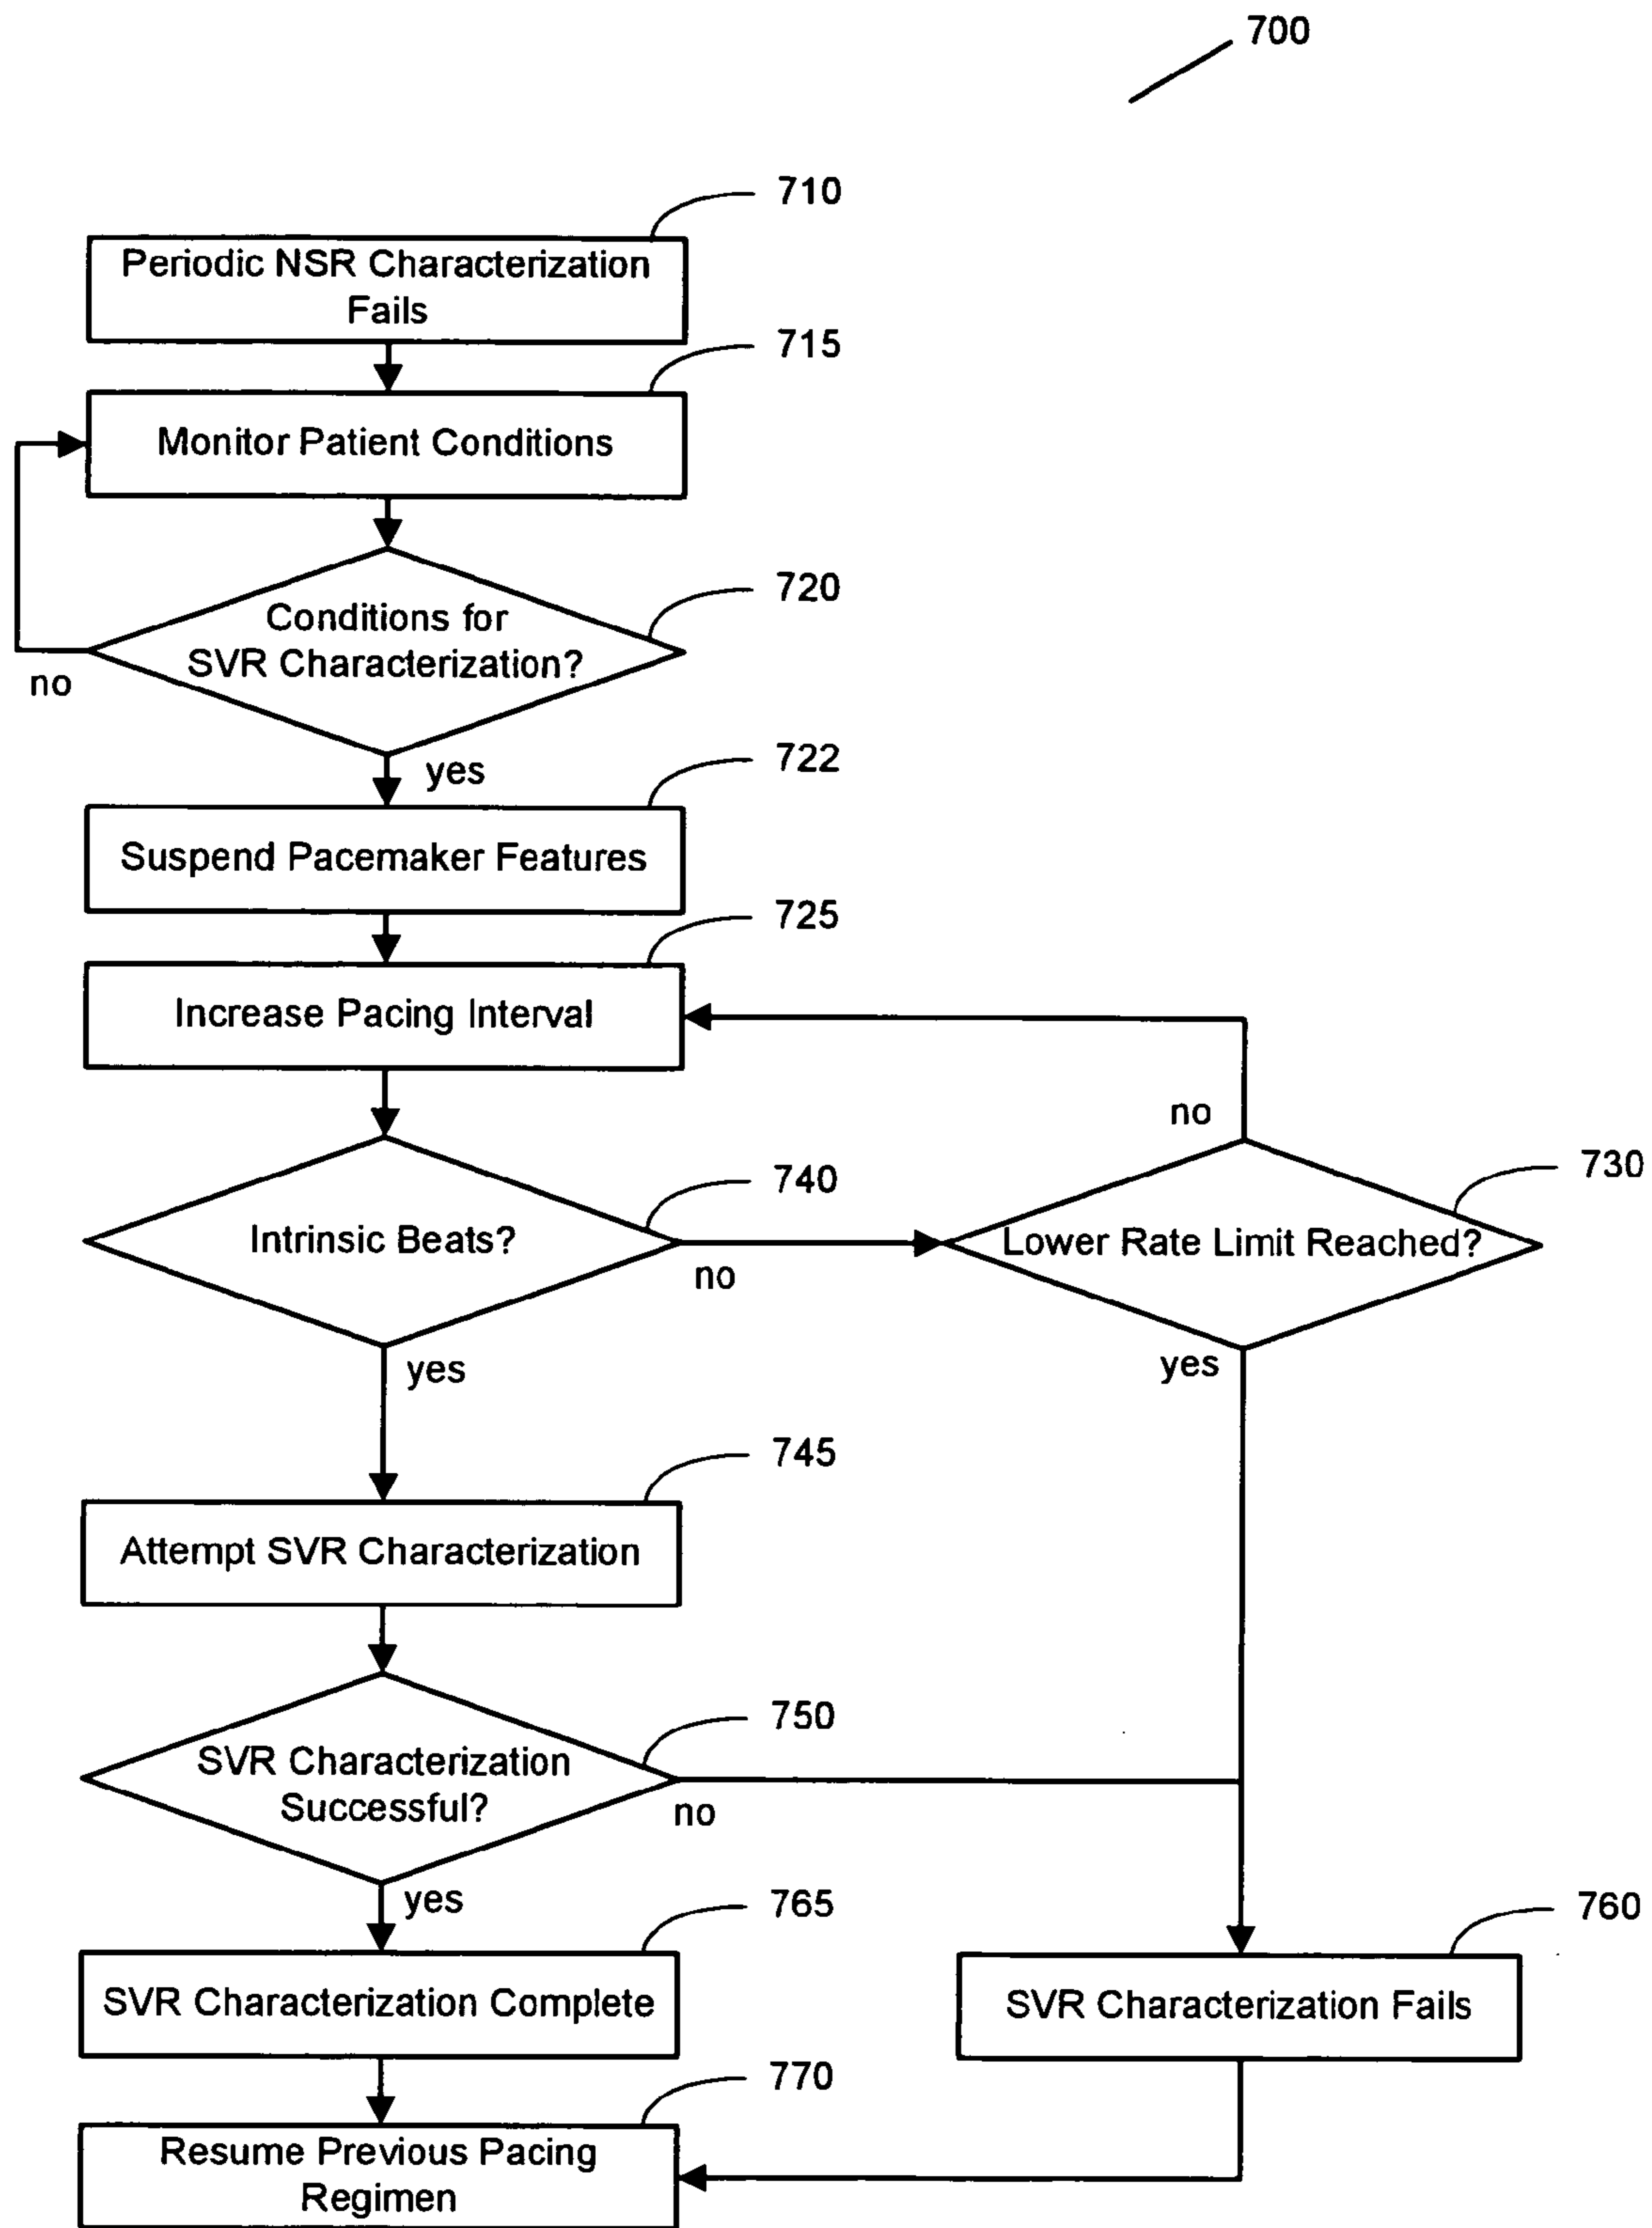 700
710
Periodic NSR Characterization
Fails
715
Monitor Patient Conditions
720
Conditions for
SVR Characterization?
no
yes
722
Suspend Pacemaker Features
725
Increase Pacing Interval
no
740
730
Intrinsic Beats?
Lower Rate Limit Reached?
no
yes
yes
745
Attempt SVR Characterization
750
SVR Characterization
Successful?
no
yes
765
760
SVR Characterization Complete
SVR Characterization Fails
770
Resume Previous Pacing
Regimen